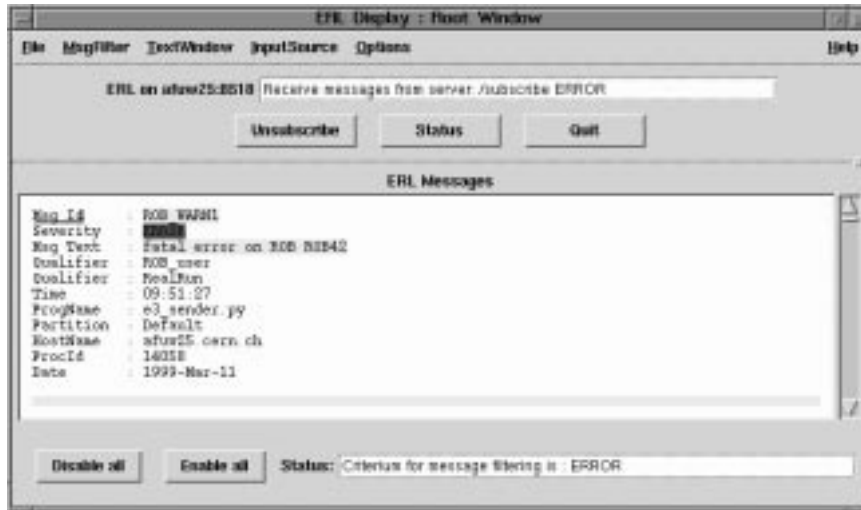 ERL Display : Root Window
File MsgFilter TextWindow InputSource Options Help
ERL on afuw25:8618 Receive messages from server /subscribe ERROR
Unsubscribe Status Quit
ERL Messages
Msg Id : ROB_WARN1
Severity :
Msg Text : fatal error on ROB ROB42
Qualifier : ROB_user
Qualifier : RealRun
Time : 09:51:27
ProgName : e3_sender.py
Partition : Default
HostName : afuw25.cern.ch
ProcId : 14058
Date : 1999-Mar-11
Disable all Enable all Status: Criterium for message filtering is : ERROR